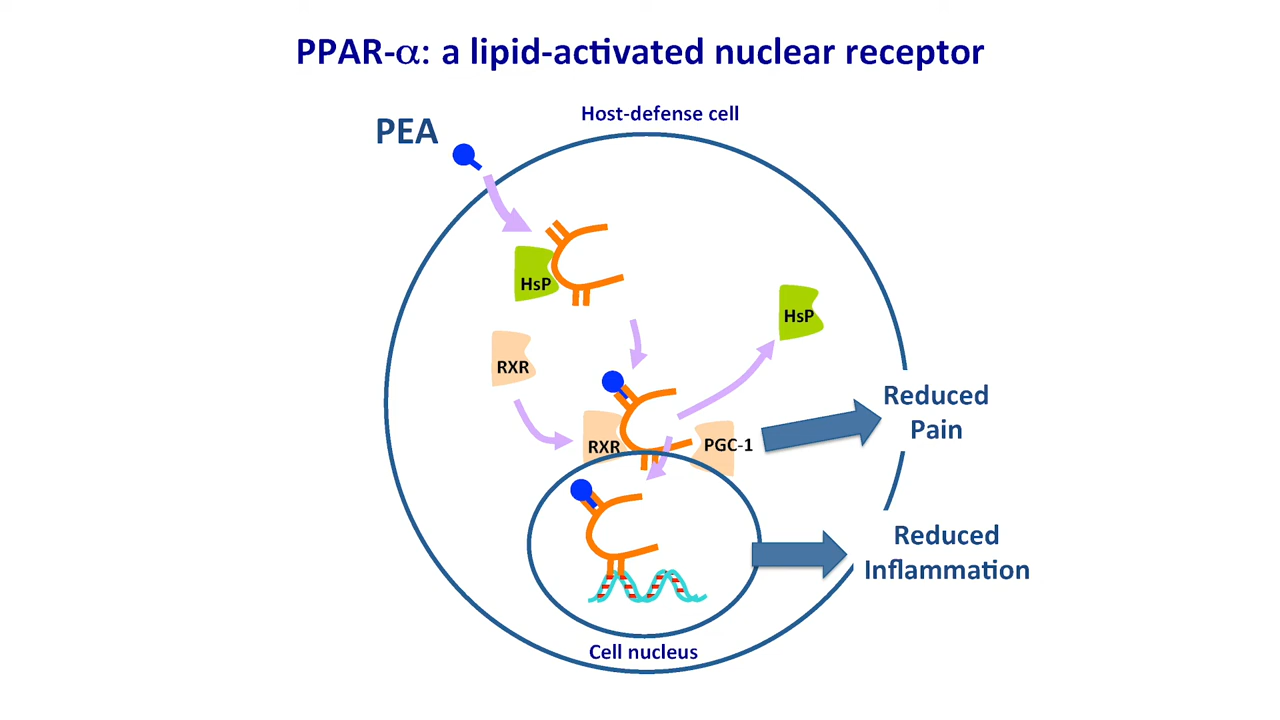 PPAR-α: a lipid-activated nuclear receptor
Host-defense cell
PEA
HsP
HsP
RXR
Reduced
Pain
RXR
PGC-1
Reduced
Inflammation
Cell nucleus